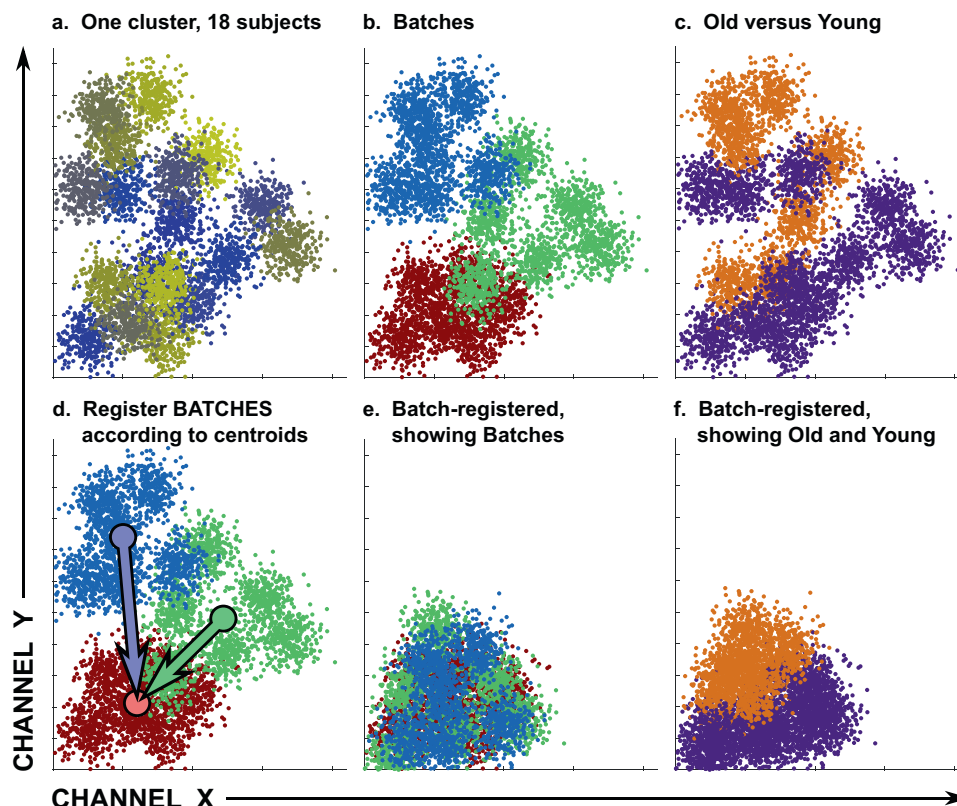 a. One cluster, 18 subjects
b. Batches
c. Old versus Young
d. Register BATCHES
according to centroids
e. Batch-registered,
showing Batches
f. Batch-registered,
showing Old and Young
CHANNEL Y
CHANNEL X